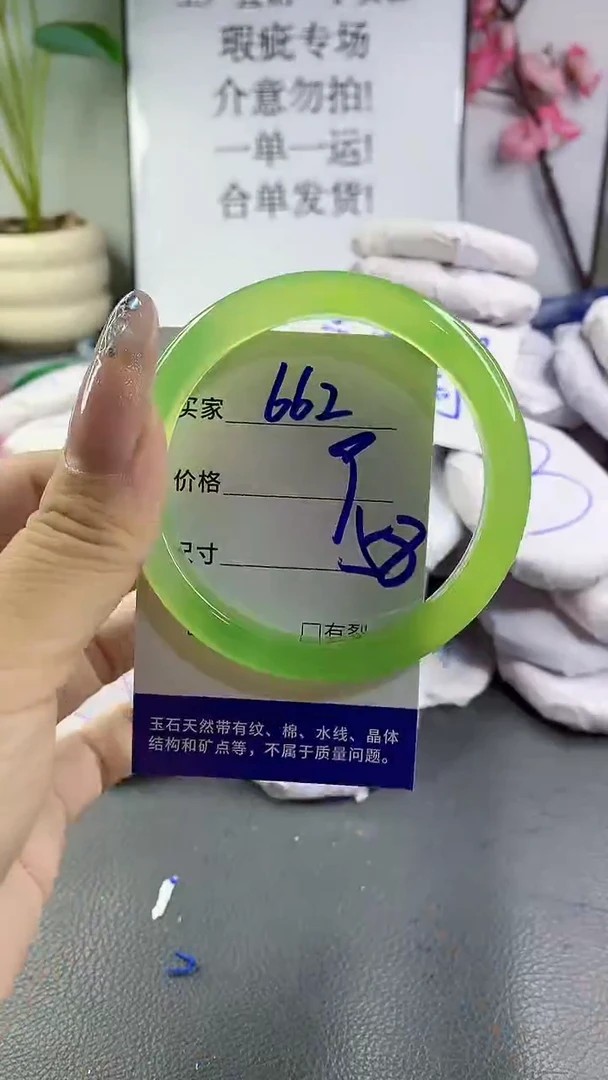 瑕疵专场
介意勿拍!
一单一运!
合单发货!
买家 662
价格
尺寸 58
有裂
玉石天然带有纹、棉、水线、晶体
结构和矿点等，不属于质量问题。